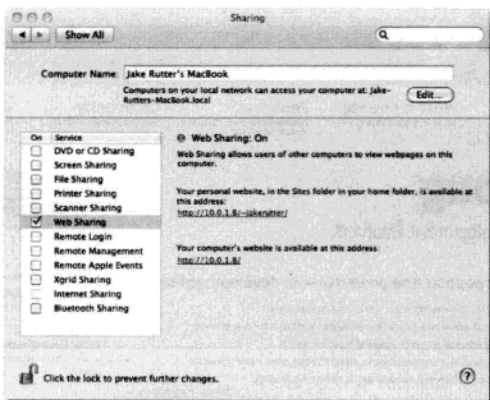 Sharing
Show All
Computer Name: Jake Rutter's MacBook
Computers on your local network can access your computer at: Jake-
Rutters-MacBook.local
Edit...
On Service
DVD or CD Sharing
Screen Sharing
File Sharing
Printer Sharing
Scanner Sharing
Web Sharing
Remote Login
Remote Management
Remote Apple Events
Xgrid Sharing
Internet Sharing
Bluetooth Sharing
Web Sharing: On
Web Sharing allows users of other computers to view webpages on this
computer.
Your personal website, in the Sites folder in your home folder, is available at
this address:
http://10.0.1.8/~jakerutter/
Your computer's website is available at this address:
http://10.0.1.8/
Click the lock to prevent further changes.
?